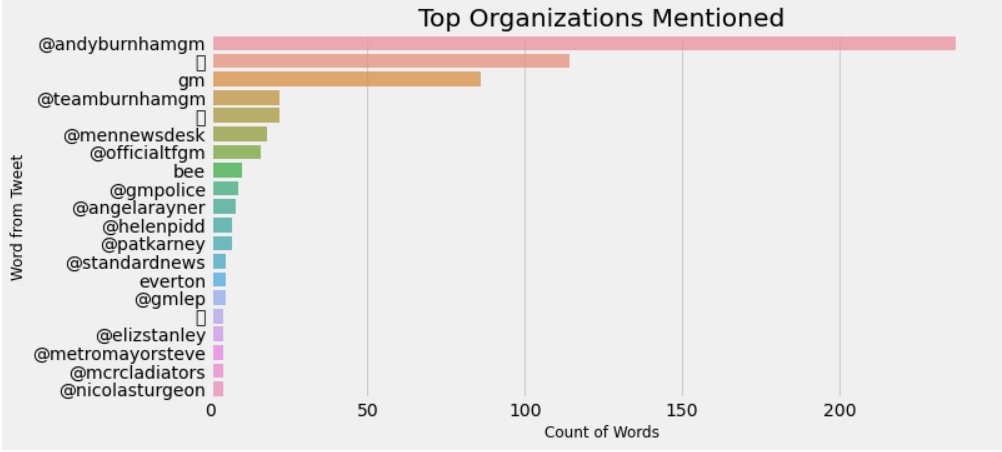 Top Organizations Mentioned
@andyburnhamgm
gm
@teamburnhamgm
@mennewsdesk
@officialtfgm
bee
@gmpolice
@angelarayner
@helenpidd
@patkarney
@standardnews
everton
@gmlep
@elizstanley
@metromayorsteve
@mcrcladiators
@nicolasturgeon
Word from Tweet
0 50 100 150 200
Count of Words